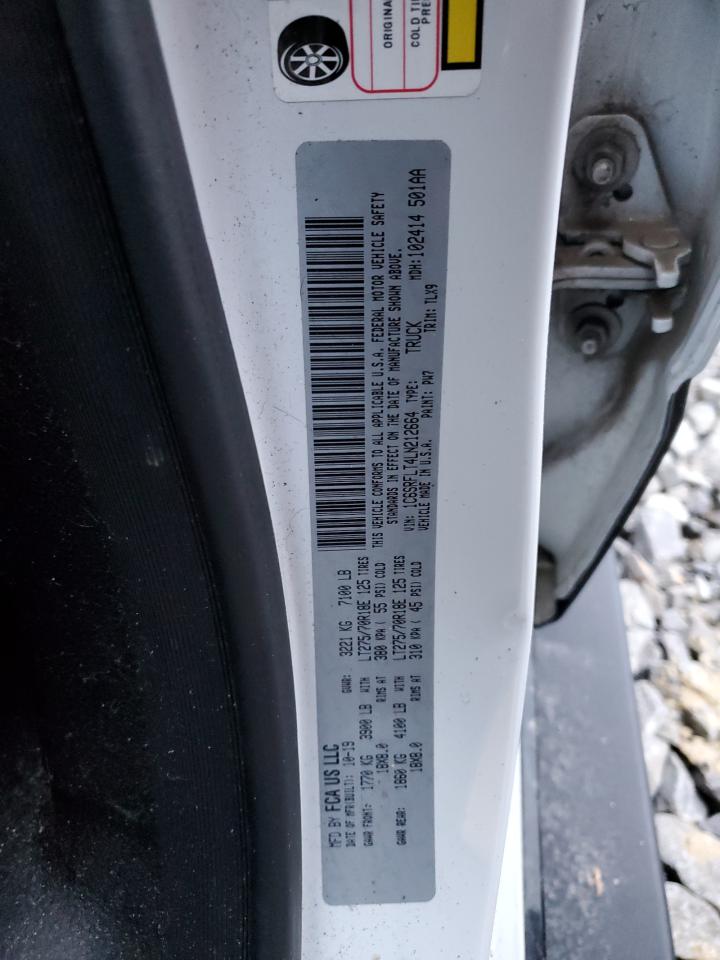 MFD BY FCA US LLC
DATE OF MFR(BUILT): 10-19 GVWR: 3221 KG 7100 LB
GAWR FRONT: 1770 KG 3900 LB WITH LT275/70R18E 125 TIRES
18X8.0 RIMS AT 380 KPA ( 55 PSI) COLD
GAWR REAR: 1860 KG 4100 LB WITH LT275/70R18E 125 TIRES
18X8.0 RIMS AT 310 KPA ( 45 PSI) COLD
THIS VEHICLE CONFORMS TO ALL APPLICABLE U.S.A. FEDERAL MOTOR VEHICLE SAFETY
STANDARDS IN EFFECT ON THE DATE OF MANUFACTURE SHOWN ABOVE.
VIN: 1C6SRFLT4LN212664 TYPE: TRUCK MDH:102414 501AA
VEHICLE MADE IN U.S.A. PAINT: PW7 TRIM: TLX9
ORIGINA
COLD TI
PRE